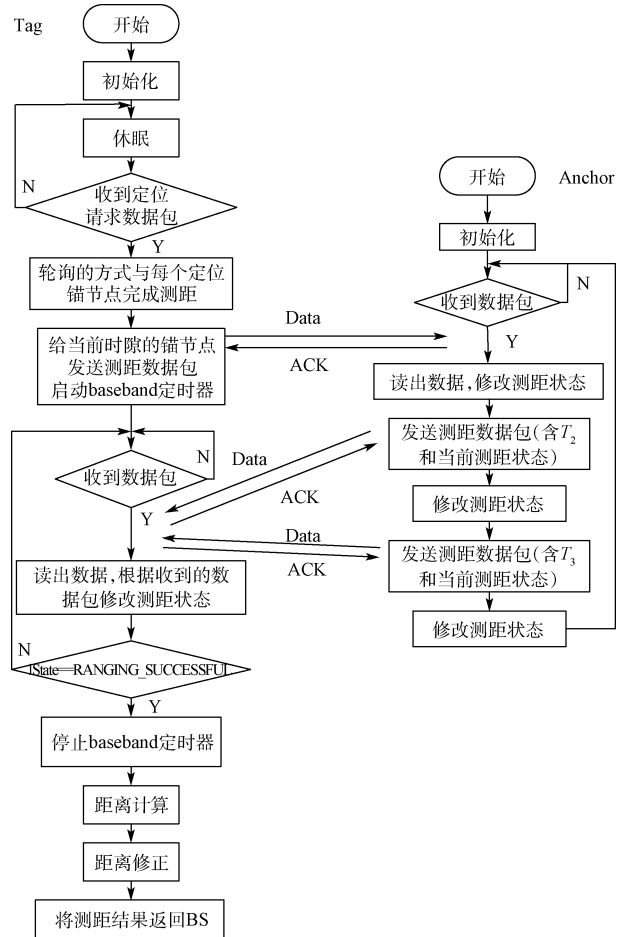 Tag
开始
初始化
休眠
N
收到定位
请求数据包
Y
轮询的方式与每个定位
锚节点完成测距
给当前时隙的锚节点
发送测距数据包
启动baseband定时器
Data
ACK
N
收到数据包
Y
Data
ACK
Data
ACK
读出数据,根据收到的数
据包修改测距状态
N
lState==RANGING_SUCCESSFUL
Y
停止baseband定时器
距离计算
距离修正
将测距结果返回BS
开始
Anchor
初始化
N
收到数据包
Y
读出数据,修改测距状态
发送测距数据包(含T2
和当前测距状态)
修改测距状态
发送测距数据包(含T3
和当前测距状态)
修改测距状态